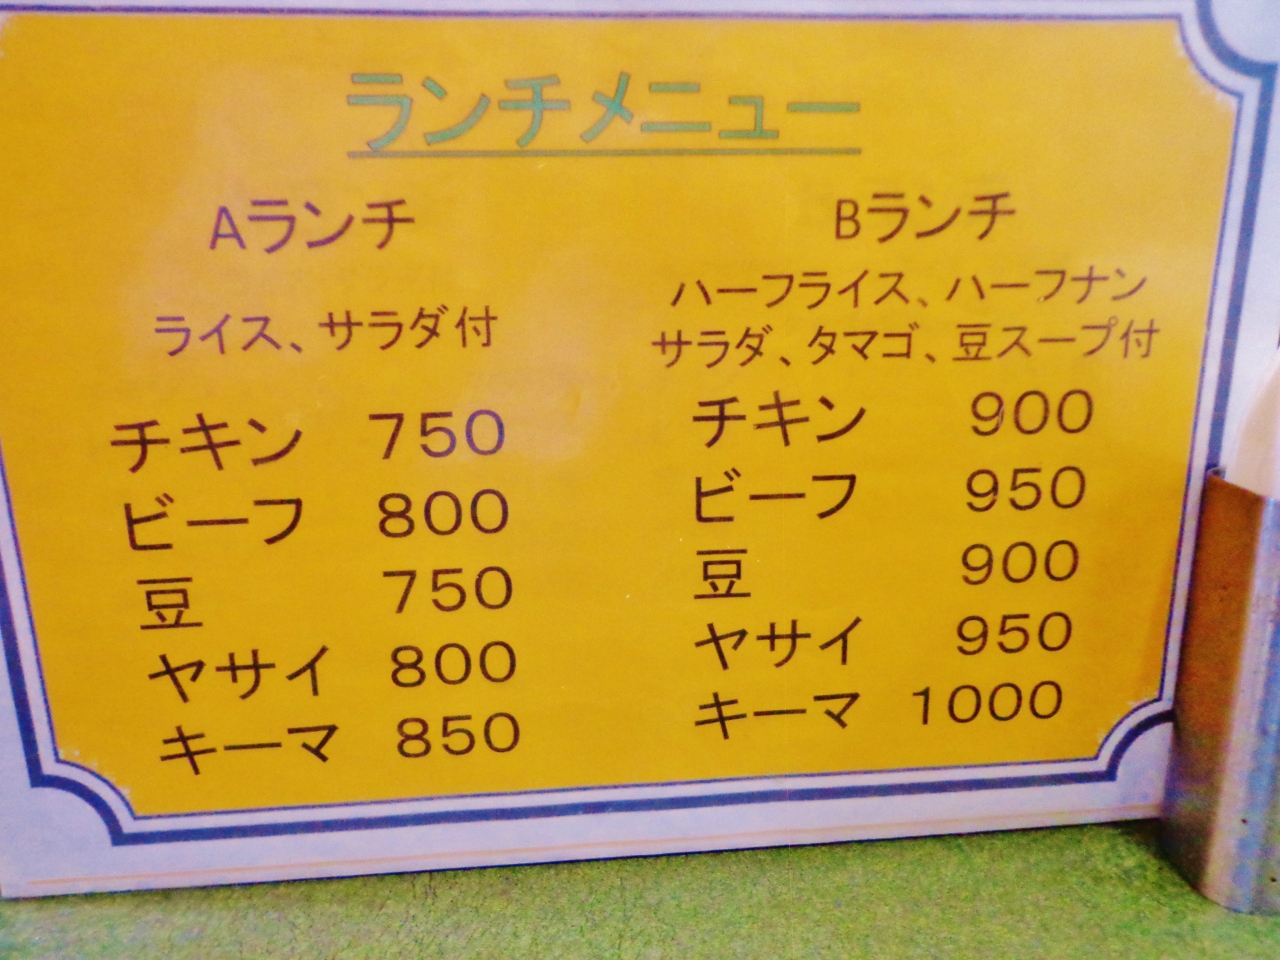 ランチメニュー
Aランチ
ライス、サラダ付
チキン 750
ビーフ 800
豆 750
ヤサイ 800
キーマ 850
Bランチ
ハーフライス、ハーフナン
サラダ、タマゴ、豆スープ付
チキン 900
ビーフ 950
豆 900
ヤサイ 950
キーマ 1000